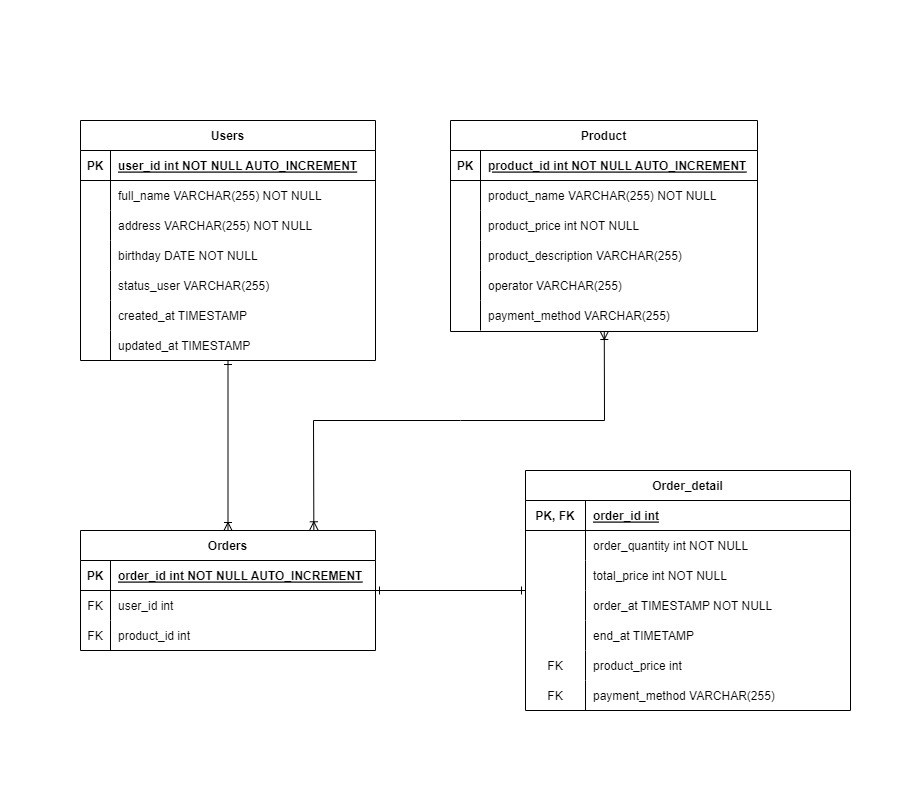 Users
PK user_id int NOT NULL AUTO_INCREMENT
full_name VARCHAR(255) NOT NULL
address VARCHAR(255) NOT NULL
birthday DATE NOT NULL
status_user VARCHAR(255)
created_at TIMESTAMP
updated_at TIMESTAMP
Product
PK product_id int NOT NULL AUTO_INCREMENT
product_name VARCHAR(255) NOT NULL
product_price int NOT NULL
product_description VARCHAR(255)
operator VARCHAR(255)
payment_method VARCHAR(255)
Orders
PK order_id int NOT NULL AUTO_INCREMENT
FK user_id int
FK product_id int
Order_detail
PK, FK order_id int
order_quantity int NOT NULL
total_price int NOT NULL
order_at TIMESTAMP NOT NULL
end_at TIMETAMP
FK product_price int
FK payment_method VARCHAR(255)